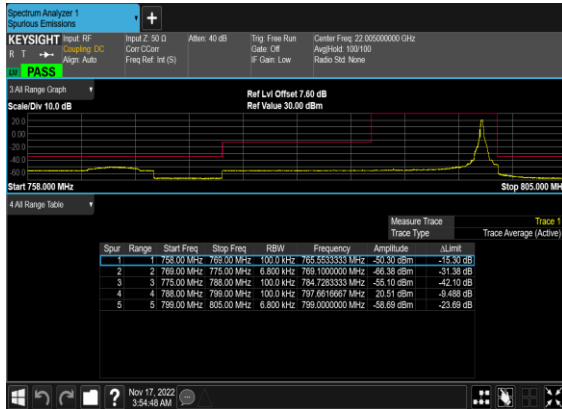 Spectrum Analyzer 1
Spurious Emissions
+
KEYSIGHT Input: RF Input Z: 50 Ω Atten: 40 dB Trig: Free Run Center Freq: 22.005000000 GHz
R T Coupling: DC Corr CCorr Gate: Off Avg|Hold: 100/100
Align: Auto Freq Ref: Int (S) IF Gain: Low Radio Std: None
PASS
3 All Range Graph
Scale/Div 10.0 dB Ref Lvl Offset 7.60 dB
Ref Value 30.00 dBm
20.0
0.00
-20.0
-40.0
-60.0
Start 758.000 MHz Stop 805.000 MH
4 All Range Table
Measure Trace Trace 1
Trace Type Trace Average (Active)
Spur Range Start Freq Stop Freq RBW Frequency Amplitude ΔLimit
1 1 758.00 MHz 769.00 MHz 100.0 kHz 765.5533333 MHz -50.30 dBm -15.30 dB
2 2 769.00 MHz 775.00 MHz 6.800 kHz 769.1000000 MHz -66.38 dBm -31.38 dB
3 3 775.00 MHz 788.00 MHz 100.0 kHz 784.7283333 MHz -55.10 dBm -42.10 dB
4 4 788.00 MHz 799.00 MHz 100.0 kHz 797.6616667 MHz 20.51 dBm -9.488 dB
5 5 799.00 MHz 805.00 MHz 6.800 kHz 799.0000000 MHz -58.69 dBm -23.69 dB
? Nov 17, 2022
3:54:48 AM